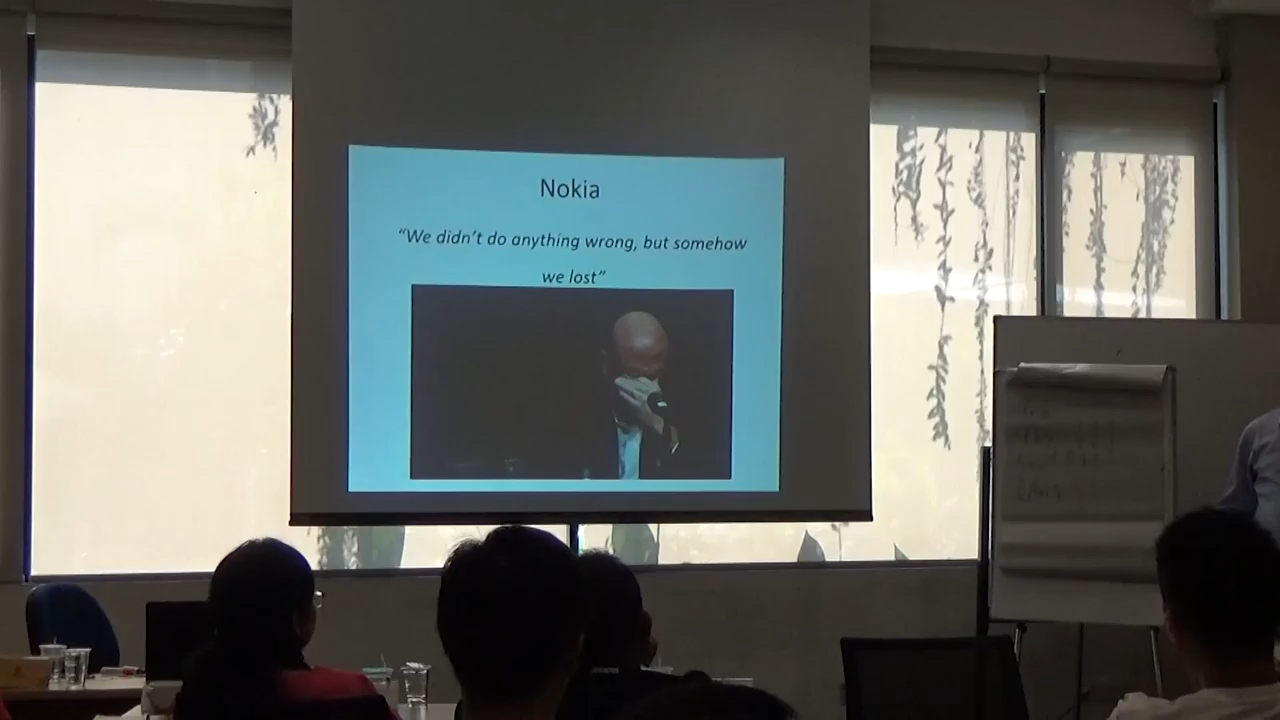 Nokia
“We didn’t do anything wrong, but somehow
we lost”